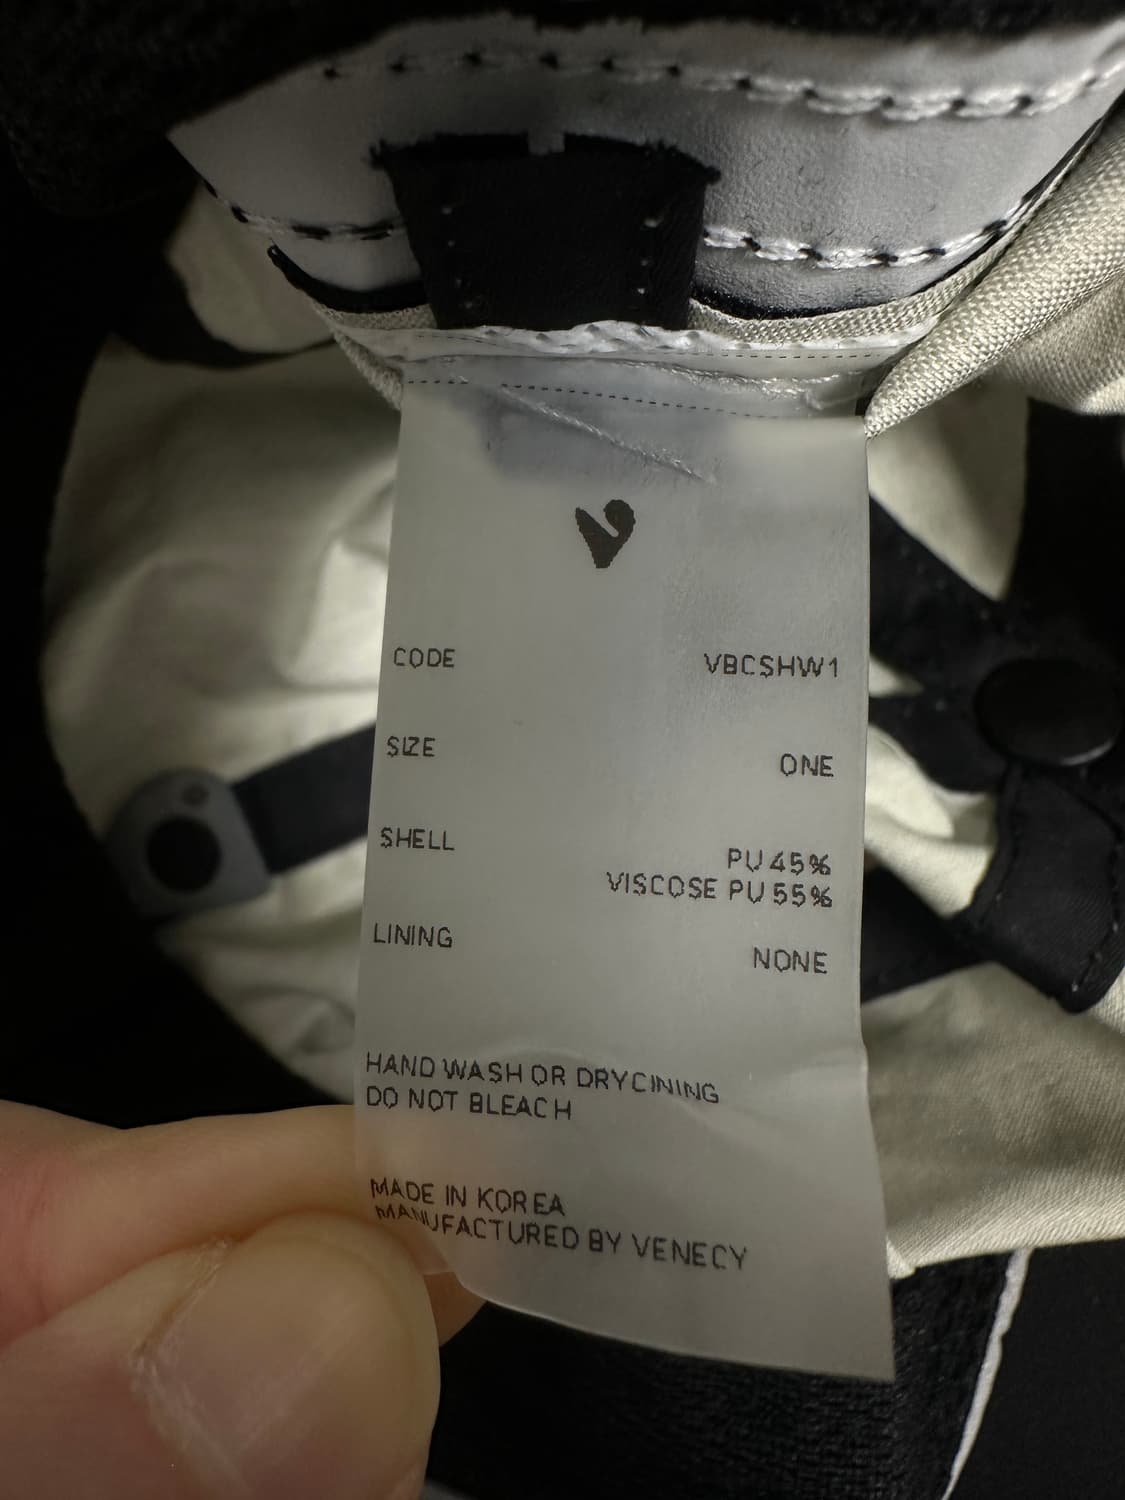 CODE VBCSHW1
SIZE ONE
SHELL PU 45%
VISCOSE PU 55%
LINING NONE
HAND WASH OR DRYCINING
DO NOT BLEACH
MADE IN KOREA
MANUFACTURED BY VENECY